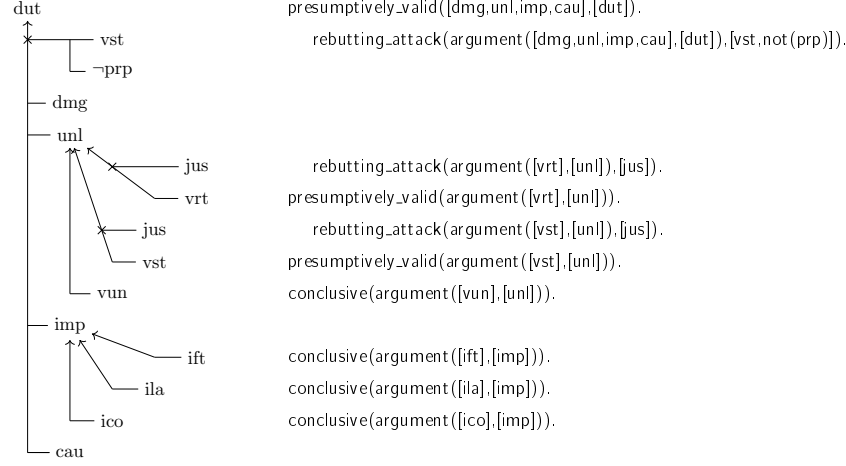 dut presumptively_valid([dmg,unl,imp,cau],[dut]).
vst rebutting_attack(argument([dmg,unl,imp,cau],[dut]),[vst,not(prp)]).
¬prp
dmg
unl
jus rebutting_attack(argument([vrt],[unl]),[jus]).
vrt presumptively_valid(argument([vrt],[unl])).
jus rebutting_attack(argument([vst],[unl]),[jus]).
vst presumptively_valid(argument([vst],[unl])).
vun conclusive(argument([vun],[unl])).
imp
ift conclusive(argument([ift],[imp])).
ila conclusive(argument([ila],[imp])).
ico conclusive(argument([ico],[imp])).
cau